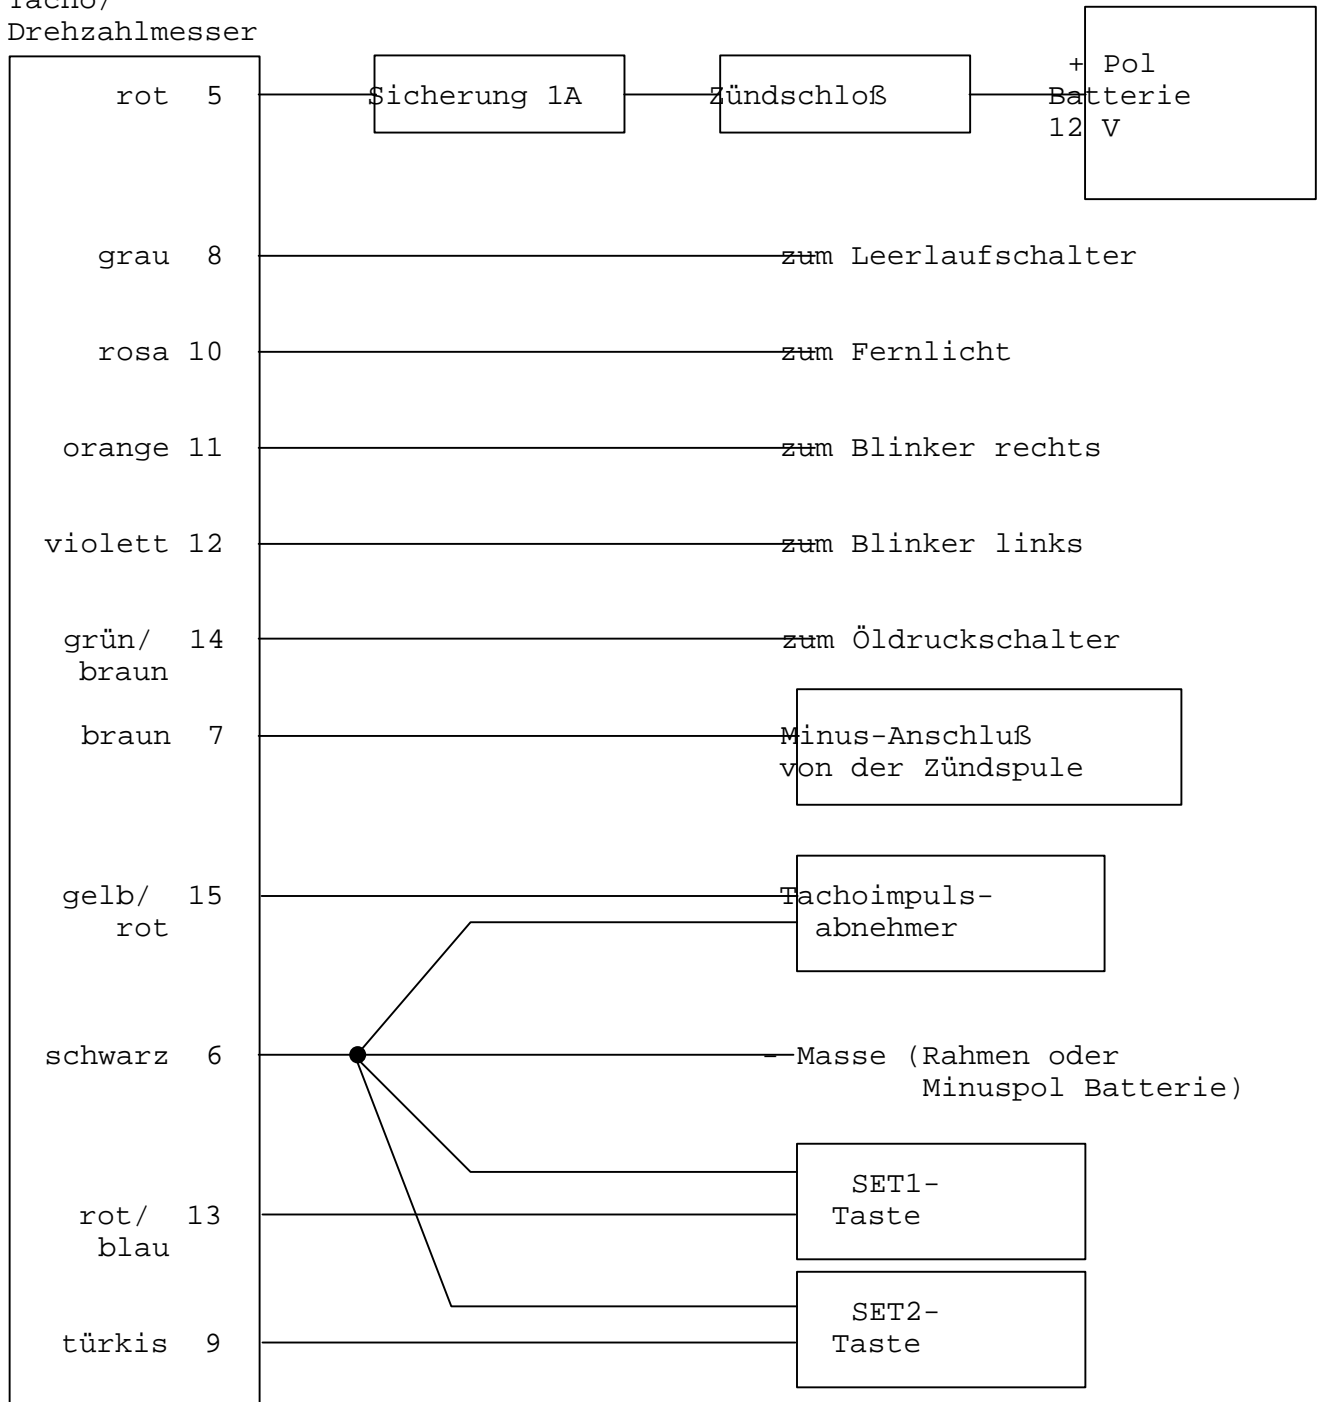 Tacho/
Drehzahlmesser
+ Pol
rot 5 Sicherung 1A Zündschloß Batterie
12 V
grau 8 zum Leerlaufschalter
rosa 10 zum Fernlicht
orange 11 zum Blinker rechts
violett 12 zum Blinker links
grün/ 14 zum Öldruckschalter
braun
braun 7 Minus-Anschluß
von der Zündspule
gelb/ 15 Tachoimpuls-
rot abnehmer
schwarz 6 - Masse (Rahmen oder
Minuspol Batterie)
SET1-
rot/ 13 Taste
blau
SET2-
türkis 9 Taste